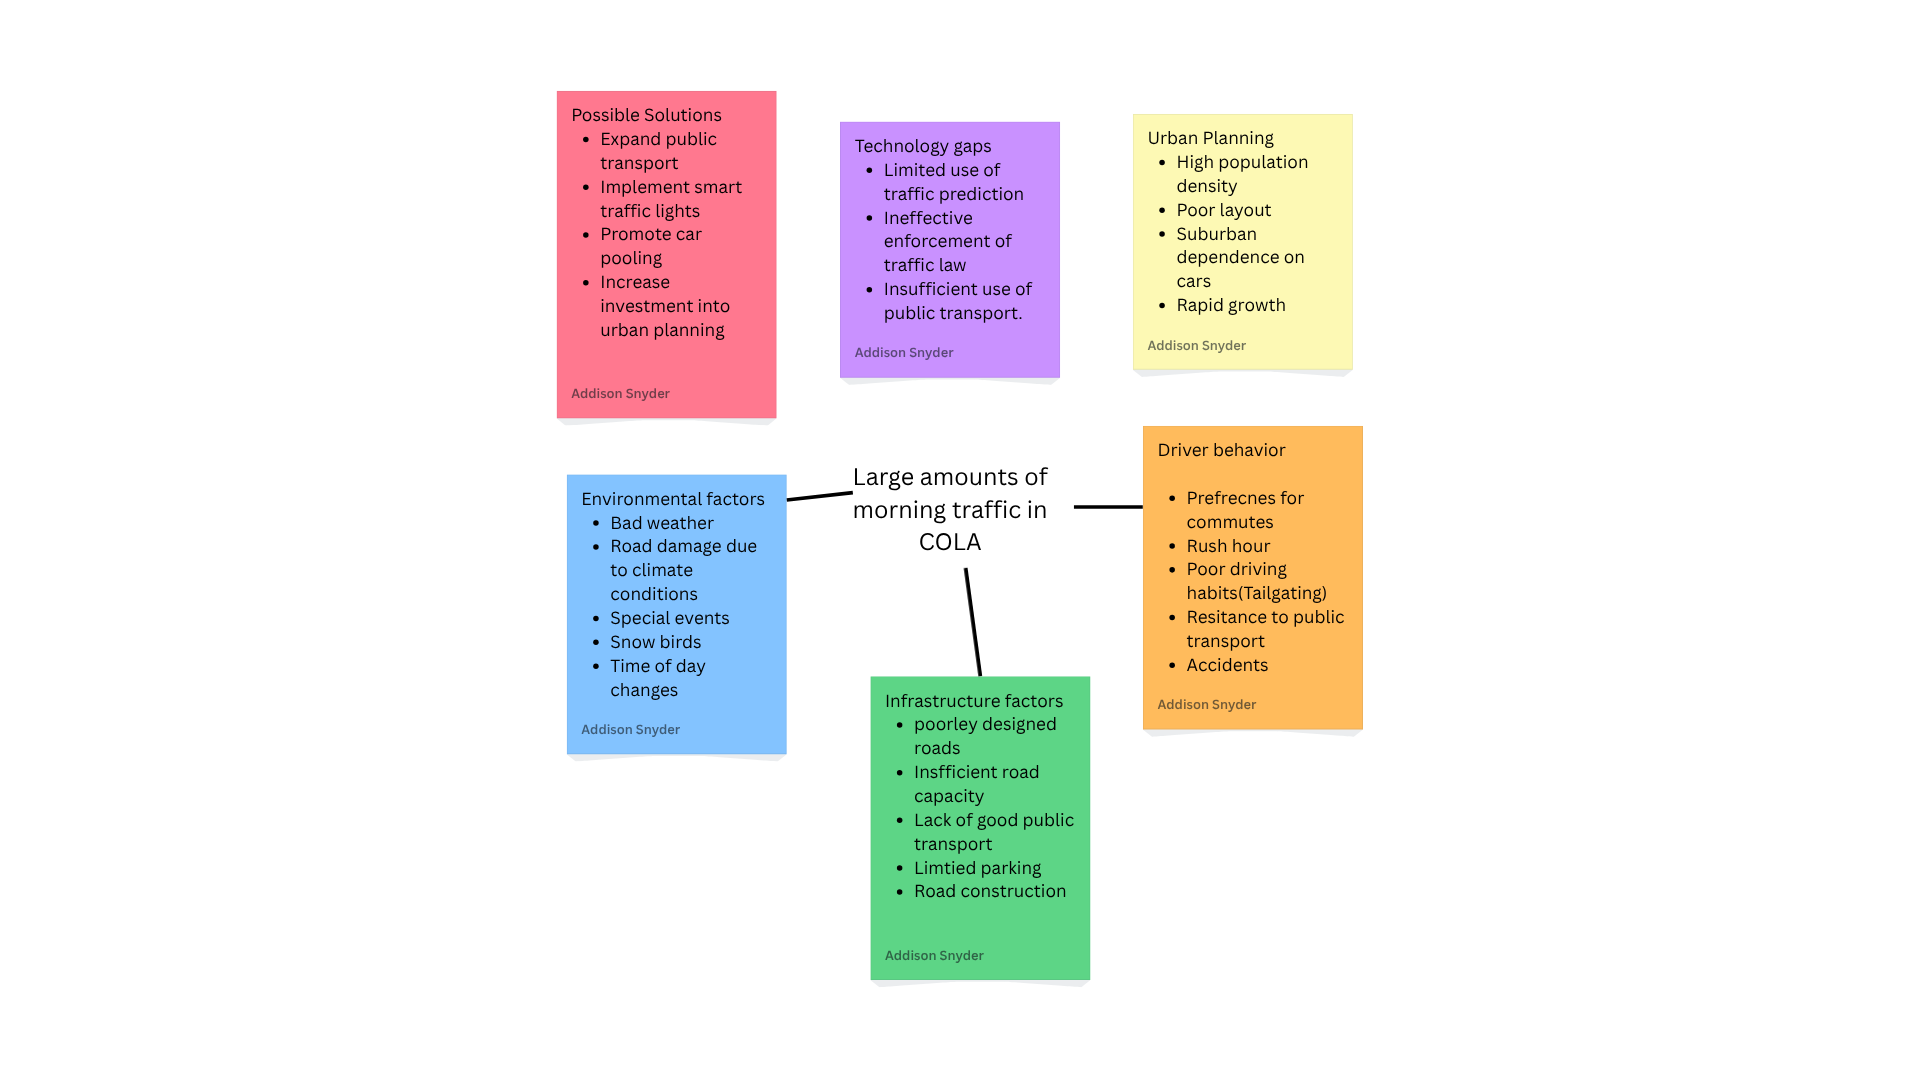 Possible Solutions
• Expand public
transport
• Implement smart
traffic lights
• Promote car
pooling
• Increase
investment into
urban planning
Addison Snyder
Technology gaps
• Limited use of
traffic prediction
• Ineffective
enforcement of
traffic law
• Insufficient use of
public transport.
Addison Snyder
Urban Planning
• High population
density
• Poor layout
• Suburban
dependence on
cars
• Rapid growth
Addison Snyder
Environmental factors
• Bad weather
• Road damage due
to climate
conditions
• Special events
• Snow birds
• Time of day
changes
Addison Snyder
Large amounts of
morning traffic in
COLA
Driver behavior
• Prefrecnes for
commutes
• Rush hour
• Poor driving
habits(Tailgating)
• Resitance to public
transport
• Accidents
Addison Snyder
Infrastructure factors
• poorley designed
roads
• Insfficient road
capacity
• Lack of good public
transport
• Limtied parking
• Road construction
Addison Snyder